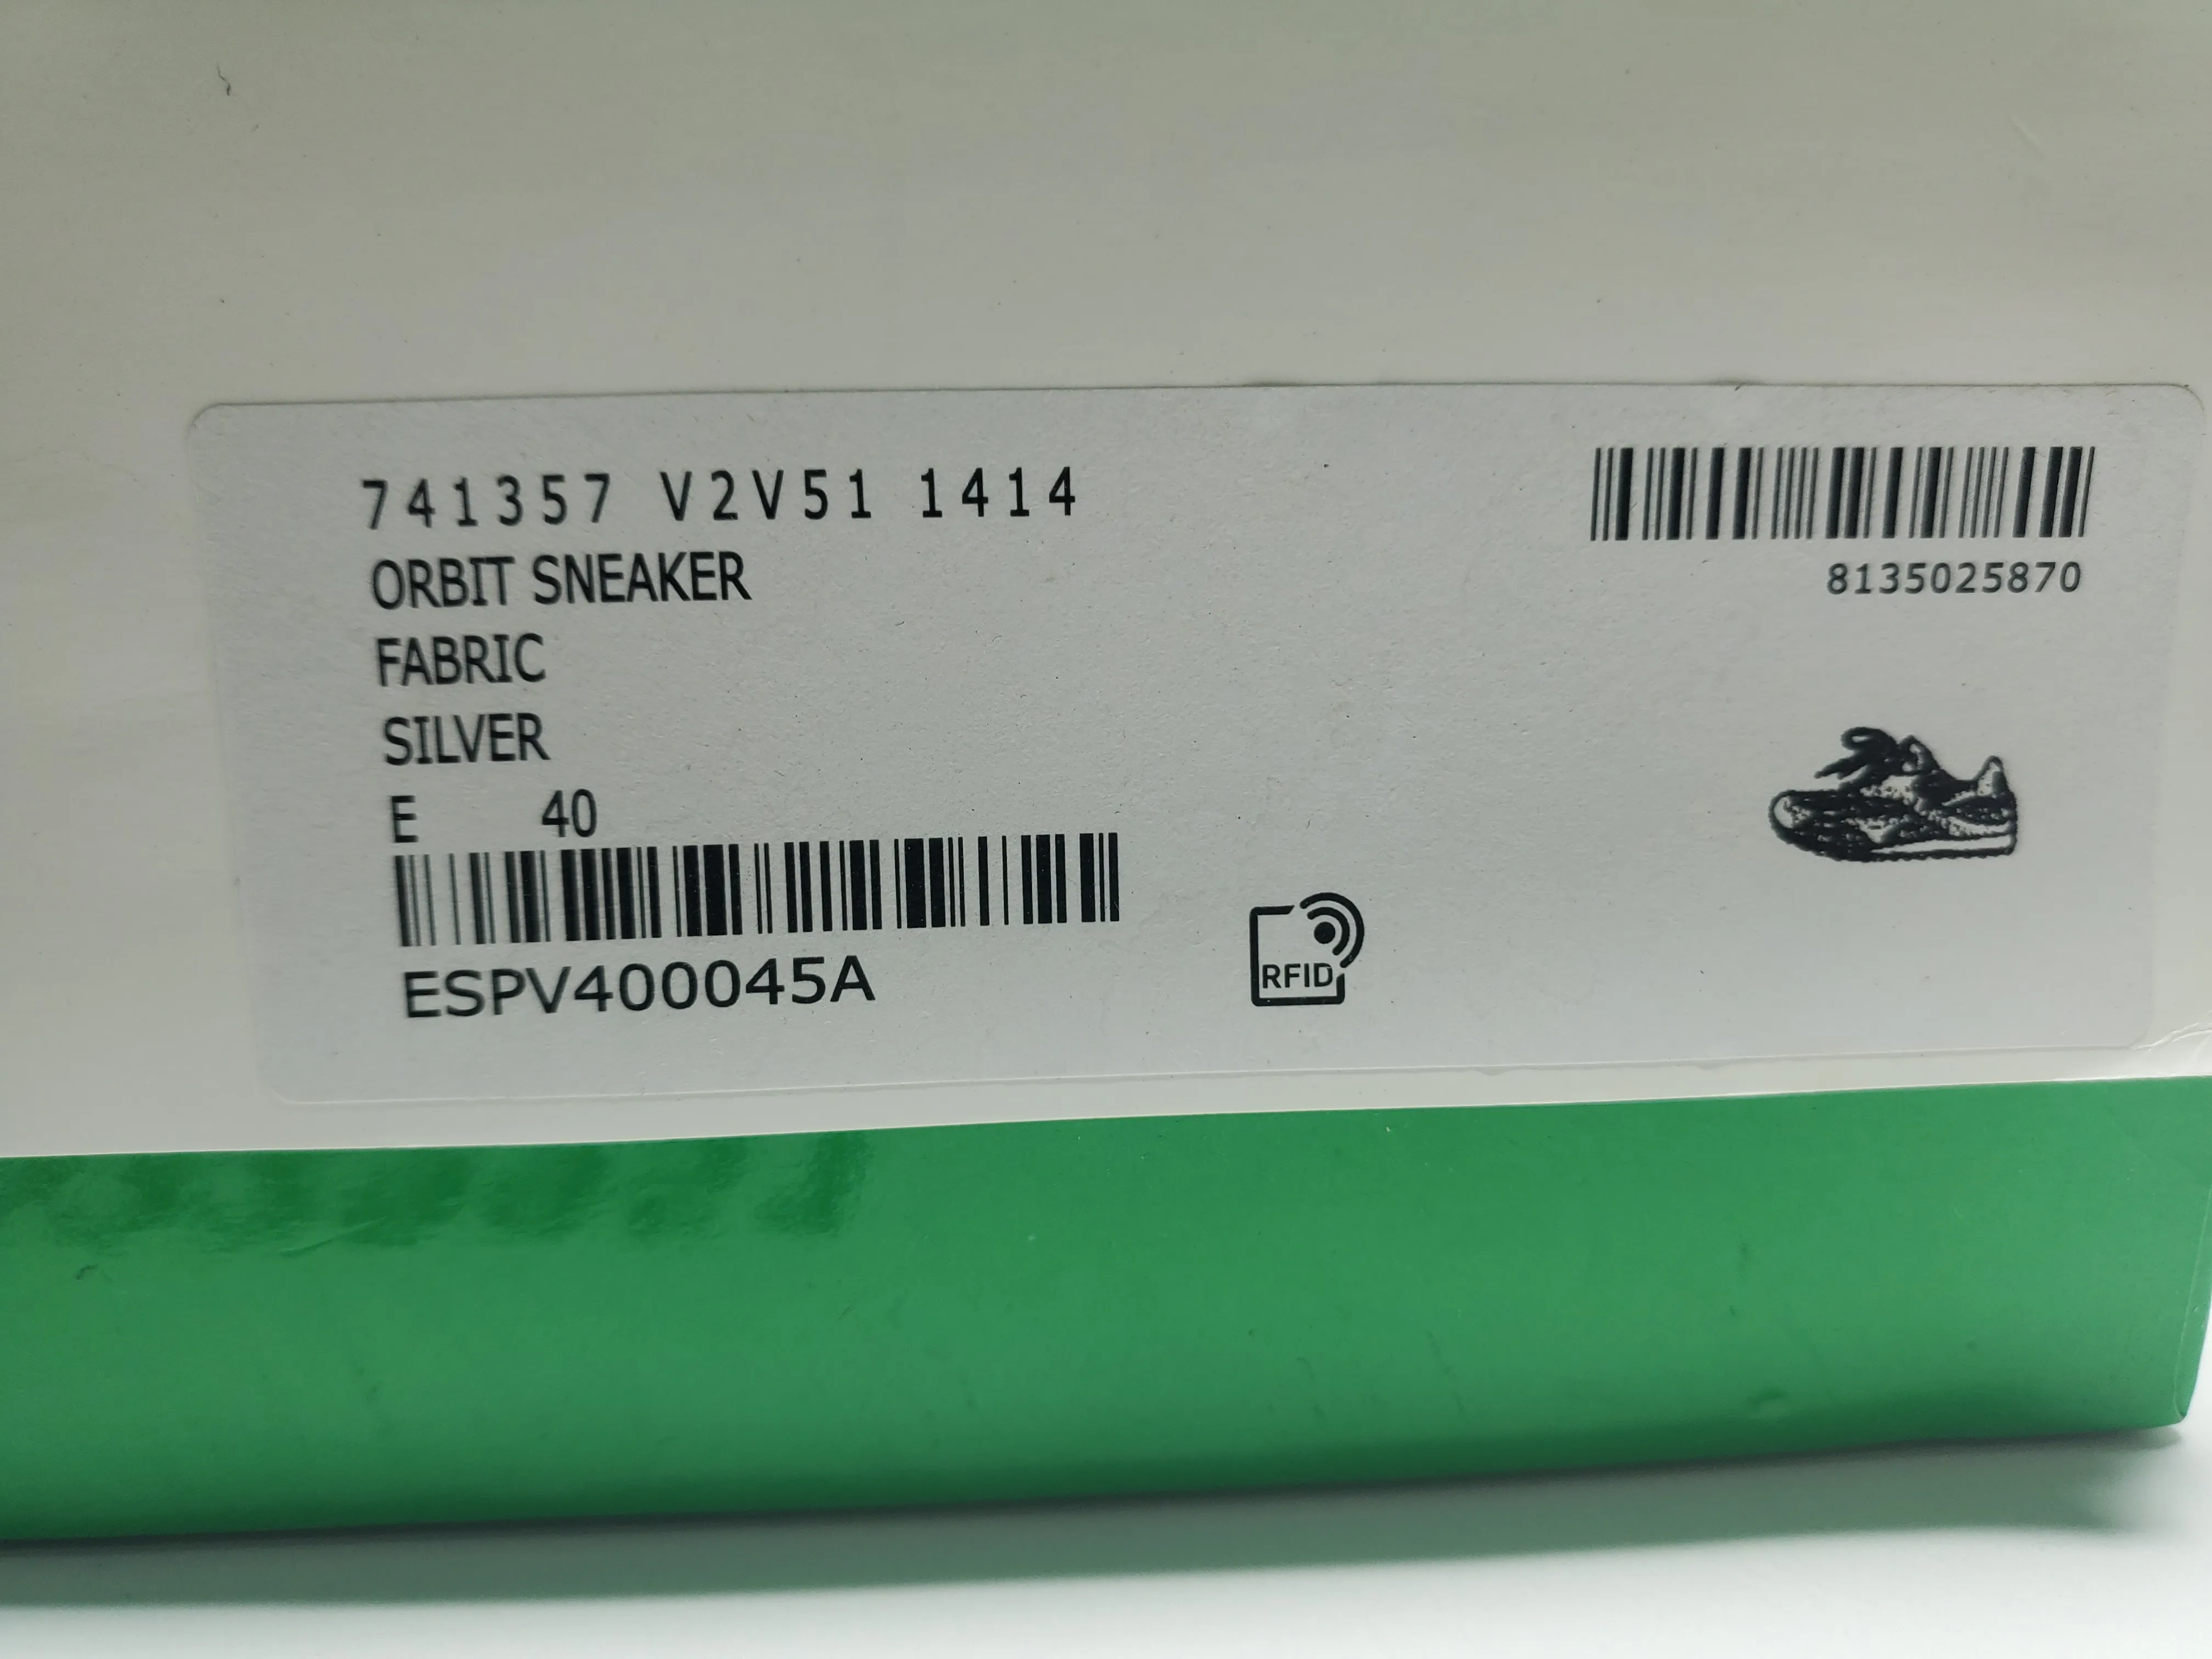 741357 V2V51 1414
ORBIT SNEAKER
FABRIC
SILVER
E 40
ESPV400045A
8135025870
RFID